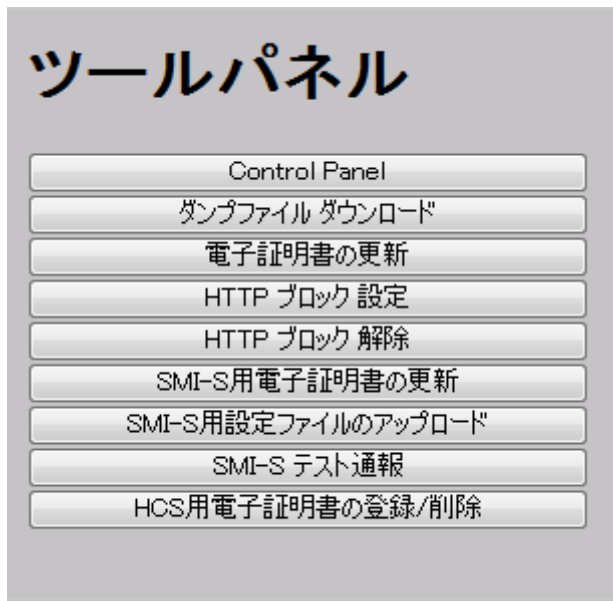 ツールパネル
Control Panel
ダンプファイル ダウンロード
電子証明書の更新
HTTP ブロック 設定
HTTP ブロック 解除
SMI-S用電子証明書の更新
SMI-S用設定ファイルのアップロード
SMI-S テスト通報
HCS用電子証明書の登録/削除